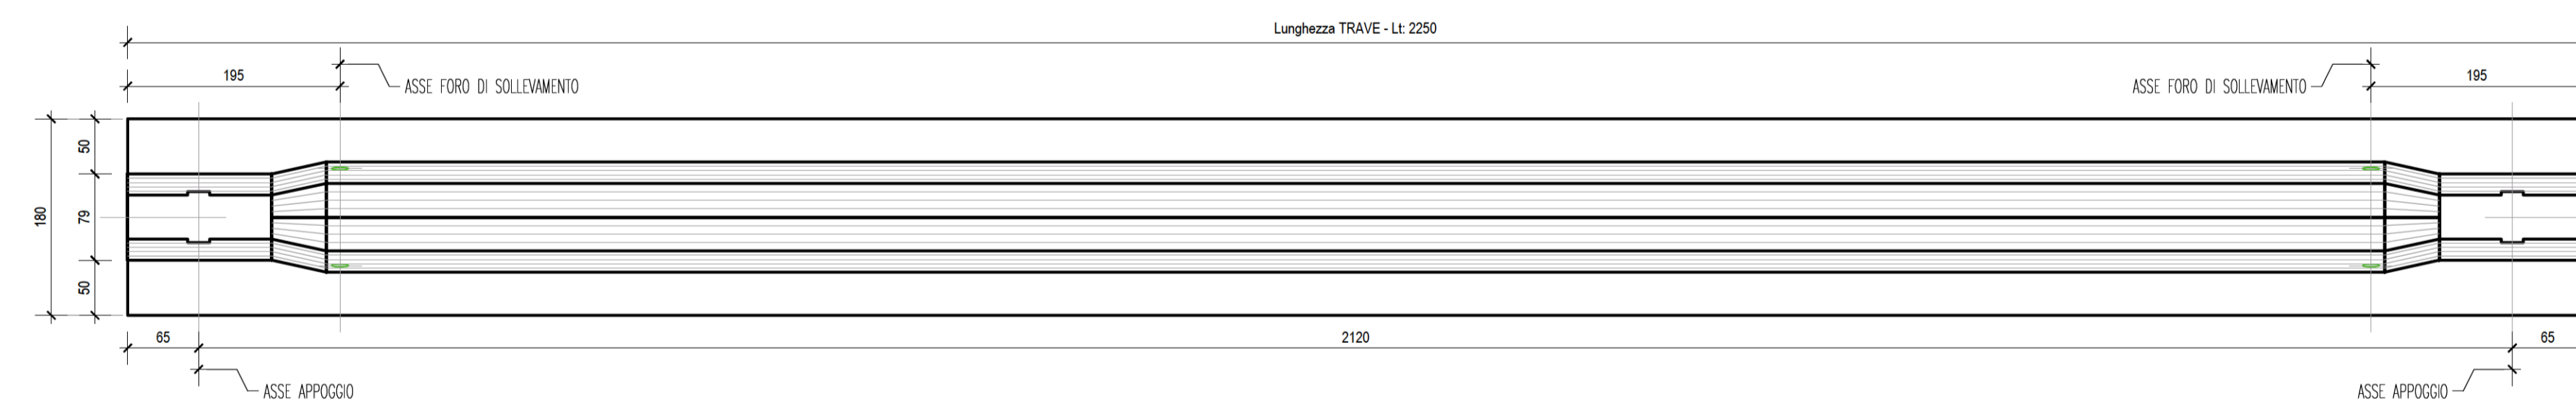 Lunghezza TRAVE - Lt: 2250
195
ASSE FORO DI SOLLEVAMENTO
ASSE FORO DI SOLLEVAMENTO
195
50
180
79
50
65
2120
65
ASSE APPOGGIO
ASSE APPOGGIO